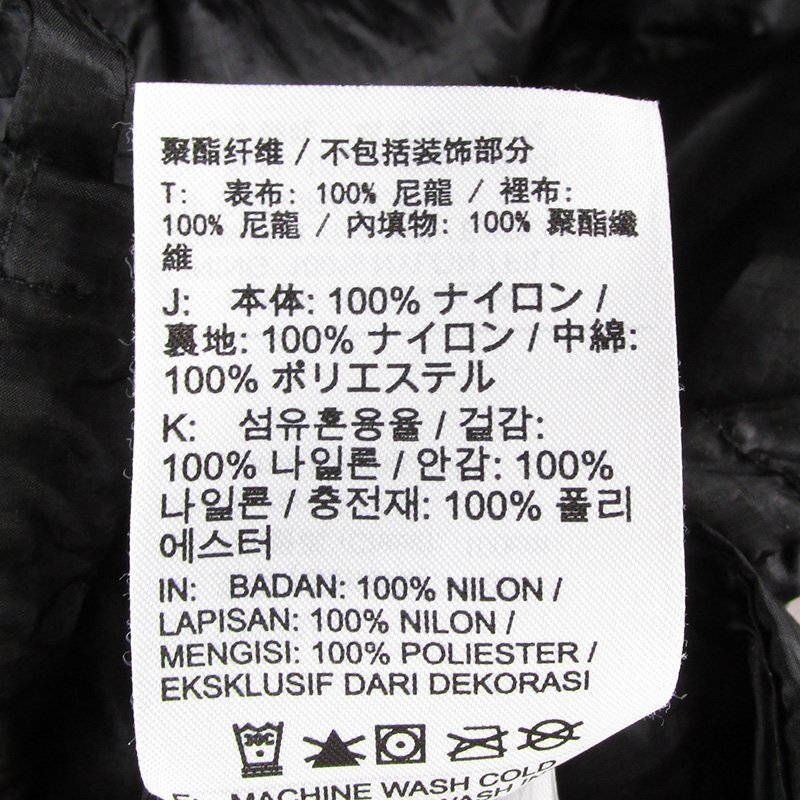 聚酯纤维 / 不包括装饰部分
T: 表布: 100% 尼龍 / 裡布:
100% 尼龍 / 內填物: 100% 聚酯纖
維
J: 本体: 100% ナイロン /
裏地: 100% ナイロン / 中綿:
100% ポリエステル
K: 섬유혼용율 / 겉감:
100% 나일론 / 안감: 100%
나일론 / 충전재: 100% 폴리
에스터
IN: BADAN: 100% NILON /
LAPISAN: 100% NILON /
MENGISI: 100% POLIESTER /
EKSKLUSIF DARI DEKORASI
30C
E: MACHINE WASH COLD